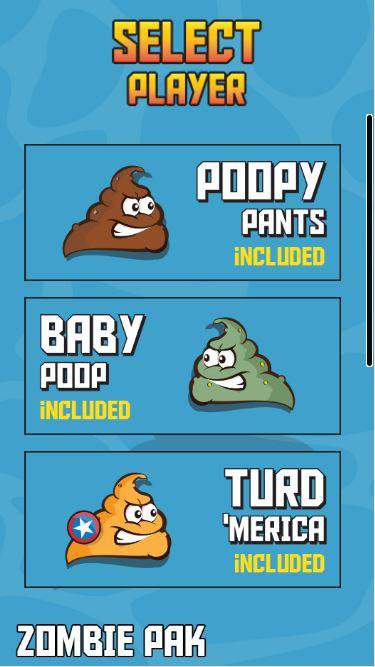 SELECT
PLAYER
POOPY
PANTS
iNCLUDED
BABY
POOP
iNCLUDED
TURD
'MERICA
iNCLUDED
ZOMBIE PAK